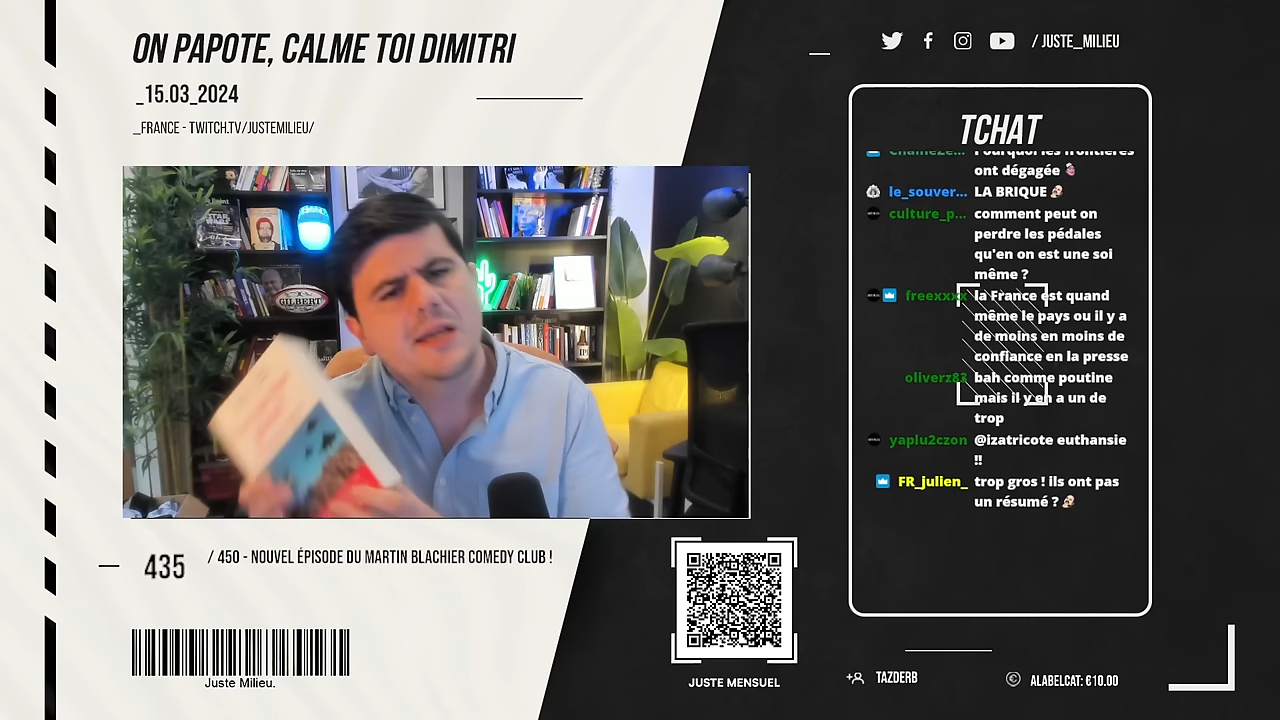 ON PAPOTE, CALME TOI DIMITRI
_15.03_2024
_FRANCE - TWITCH.TV/JUSTEMILIEU/
/ JUSTE_MILIEU
TCHAT
ont dégagée
le_souver... LA BRIQUE
culture_p... comment peut on
perdre les pédales
qu'en on est une soi
même ?
freexxxx la France est quand
même le pays ou il y a
de moins en moins de
confiance en la presse
oliverz83 bah comme poutine
mais il y en a un de
trop
yaplu2czon @izatricote euthansie
!!
FR_julien_ trop gros ! ils ont pas
un résumé ?
GILBERT
STAR WARS
435
/ 450 - NOUVEL ÉPISODE DU MARTIN BLACHIER COMEDY CLUB !
Juste Milieu.
JUSTE MENSUEL
TAZDERB
ALABELCAT: €10.00